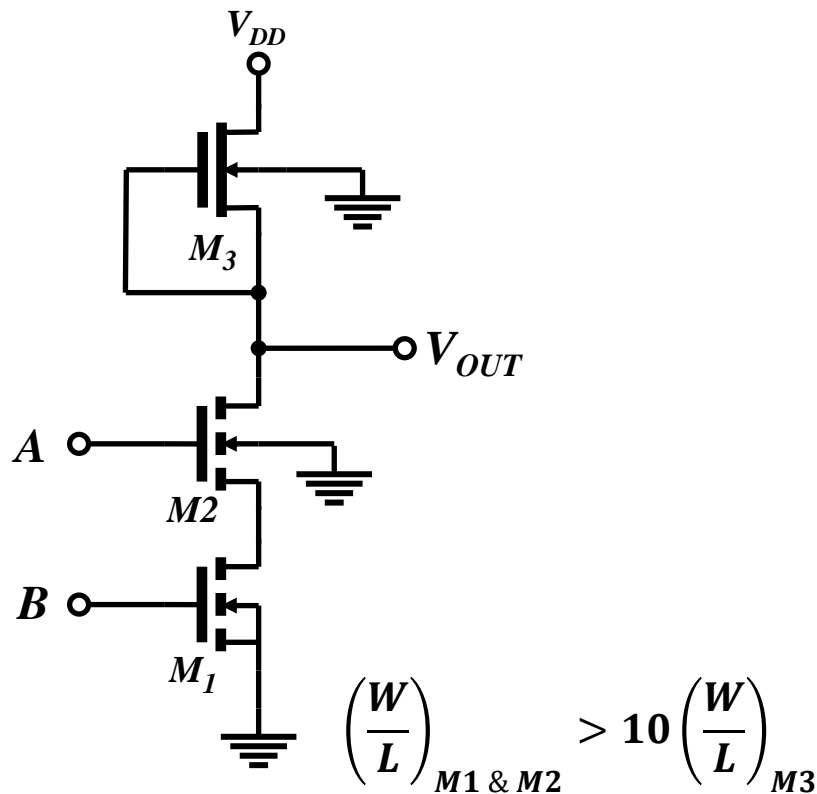 V_DD
M_3
V_OUT
A
M2
B
M_1
(W/L)_M1 & M2 > 10 (W/L)_M3